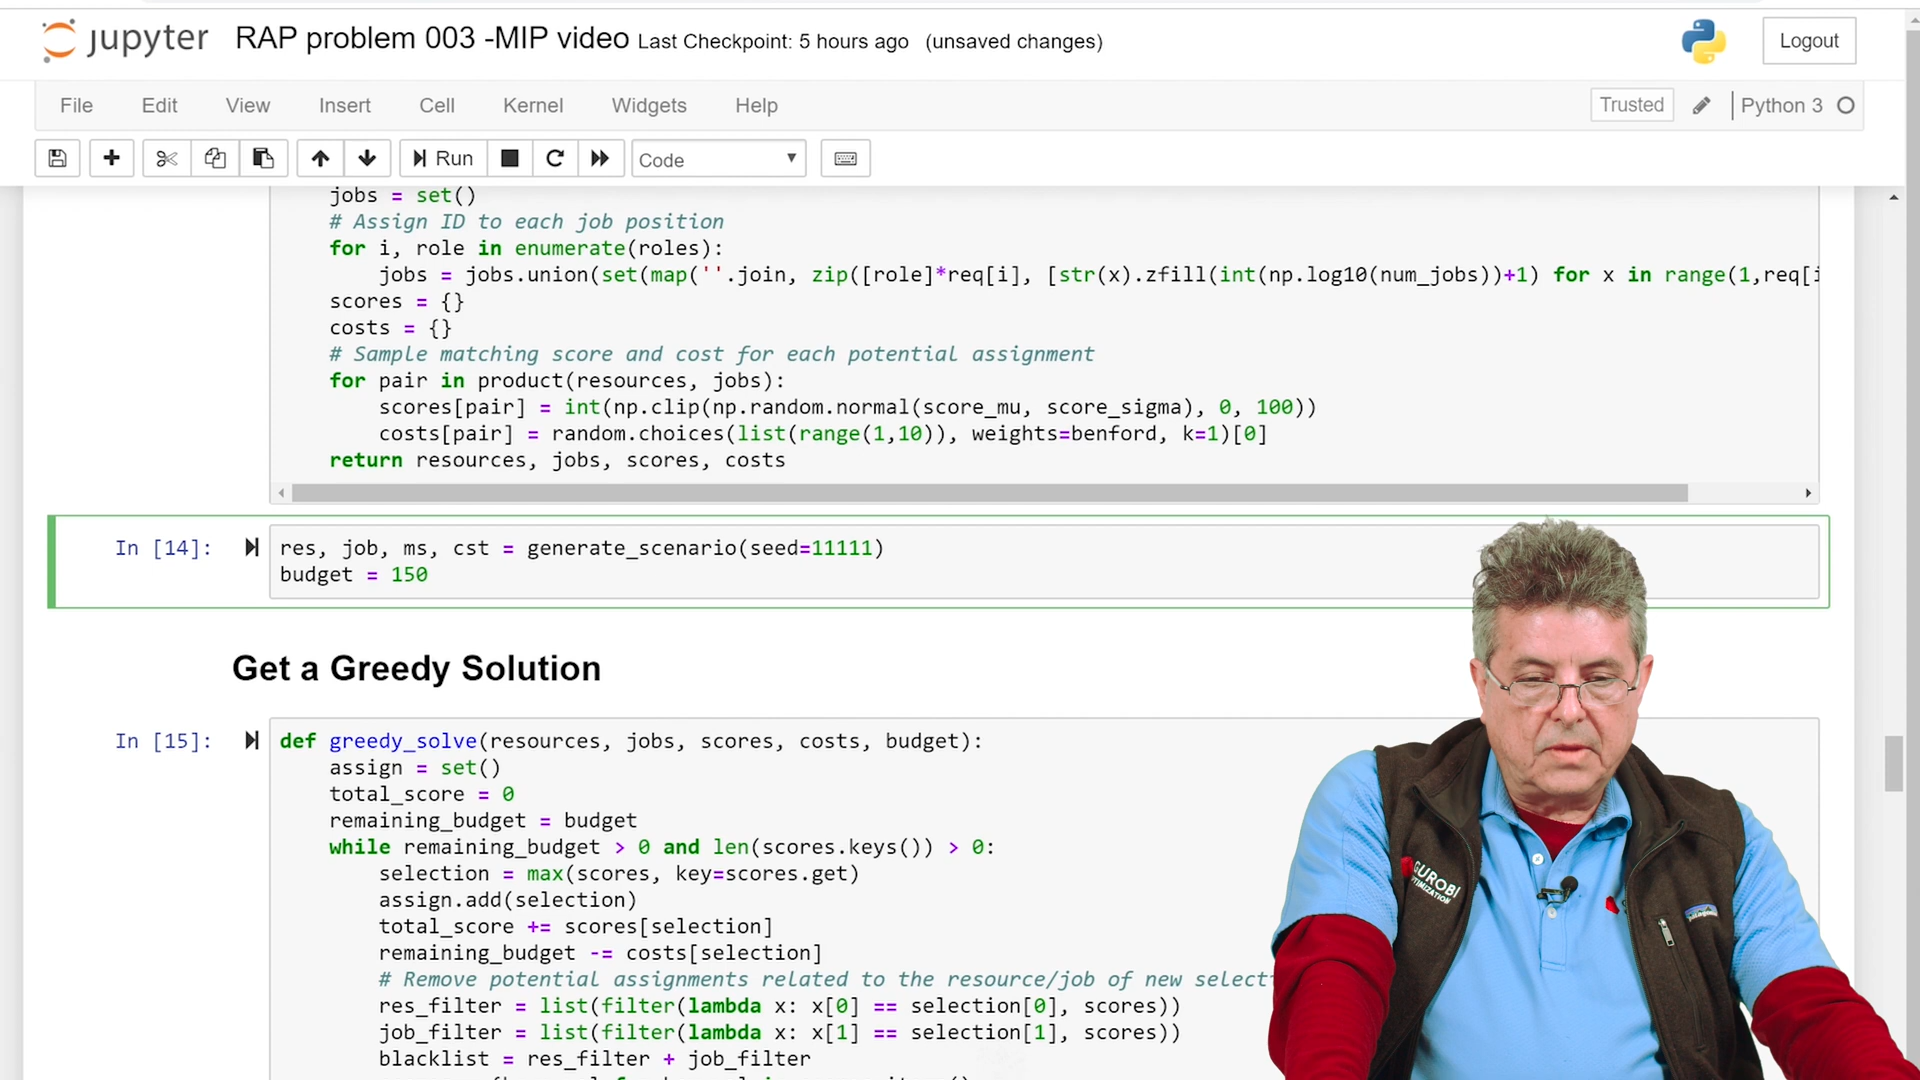 jupyter RAP problem 003 -MIP video Last Checkpoint: 5 hours ago (unsaved changes)
Logout
File Edit View Insert Cell Kernel Widgets Help
Trusted Python 3
Run Code
jobs = set()
# Assign ID to each job position
for i, role in enumerate(roles):
jobs = jobs.union(set(map(''.join, zip([role]*req[i], [str(x).zfill(int(np.log10(num_jobs))+1) for x in range(1,req[i
scores = {}
costs = {}
# Sample matching score and cost for each potential assignment
for pair in product(resources, jobs):
scores[pair] = int(np.clip(np.random.normal(score_mu, score_sigma), 0, 100))
costs[pair] = random.choices(list(range(1,10)), weights=benford, k=1)[0]
return resources, jobs, scores, costs
In [14]:
res, job, ms, cst = generate_scenario(seed=11111)
budget = 150
Get a Greedy Solution
In [15]:
def greedy_solve(resources, jobs, scores, costs, budget):
assign = set()
total_score = 0
remaining_budget = budget
while remaining_budget > 0 and len(scores.keys()) > 0:
selection = max(scores, key=scores.get)
assign.add(selection)
total_score += scores[selection]
remaining_budget -= costs[selection]
# Remove potential assignments related to the resource/job of new select
res_filter = list(filter(lambda x: x[0] == selection[0], scores))
job_filter = list(filter(lambda x: x[1] == selection[1], scores))
blacklist = res_filter + job_filter
GUROBI
OPTIMIZATION
patagonia